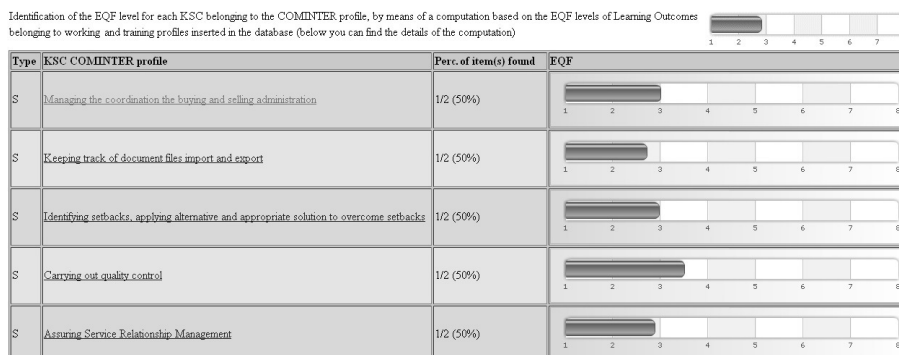 Identification of the EQF level for each KSC belonging to the COMINTER profile, by means of a computation based on the EQF levels of Learning Outcomes
belonging to working and training profiles inserted in the database (below you can find the details of the computation)
1 2 3 4 5 6 7
Type KSC COMINTER profile Perc. of item(s) found EQF
S Managing the coordination the buying and selling administration 1/2 (50%)
1 2 3 4 5 6 7 8
S Keeping track of document files import and export 1/2 (50%)
1 2 3 4 5 6 7 8
S Identifying setbacks, applying alternative and appropriate solution to overcome setbacks 1/2 (50%)
1 2 3 4 5 6 7 8
S Carrying out quality control 1/2 (50%)
1 2 3 4 5 6 7 8
S Assuring Service Relationship Management 1/2 (50%)
1 2 3 4 5 6 7 8